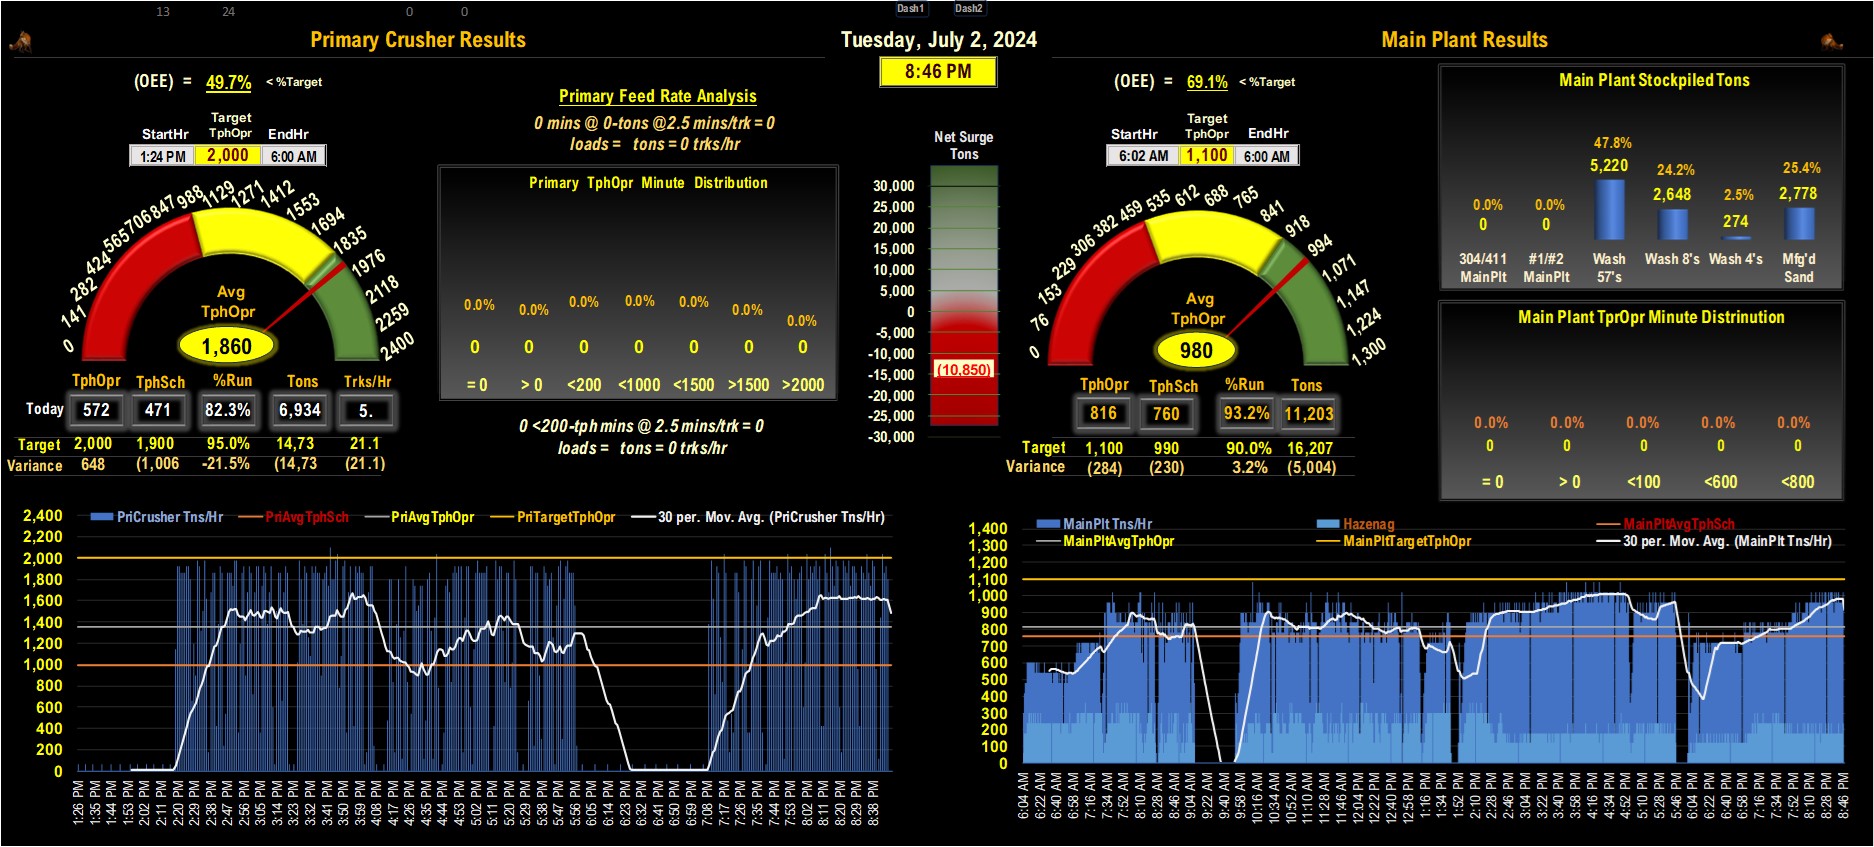 13 24 0 0 Dash1 Dash2
Primary Crusher Results
Tuesday, July 2, 2024
Main Plant Results
8:46 PM
(OEE) = 49.7% < %Target
Target
StartHr TphOpr EndHr
1:24 PM 2,000 6:00 AM
0 141 282 424 565 706 847 988 1129 1271 1412 1553 1694 1835 1976 2118 2259 2400
Avg
TphOpr
1,860
TphOpr TphSch %Run Tons Trks/Hr
Today 572 471 82.3% 6,934 5.
Target 2,000 1,900 95.0% 14,73 21.1
Variance 648 (1,006 -21.5% (14,73 (21.1)
Primary Feed Rate Analysis
0 mins @ 0-tons @2.5 mins/trk = 0
loads = tons = 0 trks/hr
Primary TphOpr Minute Distribution
0.0% 0.0% 0.0% 0.0% 0.0% 0.0% 0.0%
0 0 0 0 0 0 0
= 0 > 0 <200 <1000 <1500 >1500 >2000
0 <200-tph mins @ 2.5 mins/trk = 0
loads = tons = 0 trks/hr
Net Surge
Tons
30,000
25,000
20,000
15,000
10,000
5,000
0
-5,000
-10,000
(10,850)
-15,000
-20,000
-25,000
-30,000
(OEE) = 69.1% < %Target
Target
StartHr TphOpr EndHr
6:02 AM 1,100 6:00 AM
0 76 153 229 306 382 459 535 612 688 765 841 918 994 1,071 1,147 1,224 1,300
Avg
TphOpr
980
TphOpr TphSch %Run Tons
816 760 93.2% 11,203
Target 1,100 990 90.0% 16,207
Variance (284) (230) 3.2% (5,004)
Main Plant Stockpiled Tons
0.0% 0.0% 47.8% 24.2% 2.5% 25.4%
0 0 5,220 2,648 274 2,778
304/411 #1/#2 Wash Wash 8's Wash 4's Mfg'd
MainPlt MainPlt 57's Sand
Main Plant TprOpr Minute Distrinution
0.0% 0.0% 0.0% 0.0% 0.0%
0 0 0 0 0
= 0 > 0 <100 <600 <800
PriCrusher Tns/Hr PriAvgTphSch PriAvgTphOpr PriTargetTphOpr 30 per. Mov. Avg. (PriCrusher Tns/Hr)
2,400
2,200
2,000
1,800
1,600
1,400
1,200
1,000
800
600
400
200
0
1:26 PM 1:35 PM 1:44 PM 1:53 PM 2:02 PM 2:11 PM 2:20 PM 2:29 PM 2:38 PM 2:47 PM 2:56 PM 3:05 PM 3:14 PM 3:23 PM 3:32 PM 3:41 PM 3:50 PM 3:59 PM 4:08 PM 4:17 PM 4:26 PM 4:35 PM 4:44 PM 4:53 PM 5:02 PM 5:11 PM 5:20 PM 5:29 PM 5:38 PM 5:47 PM 5:56 PM 6:05 PM 6:14 PM 6:23 PM 6:32 PM 6:41 PM 6:50 PM 6:59 PM 7:08 PM 7:17 PM 7:26 PM 7:35 PM 7:44 PM 7:53 PM 8:02 PM 8:11 PM 8:20 PM 8:29 PM 8:38 PM
MainPlt Tns/Hr Hazenag MainPltAvgTphSch
MainPltAvgTphOpr MainPltTargetTphOpr 30 per. Mov. Avg. (MainPlt Tns/Hr)
1,400
1,300
1,200
1,100
1,000
900
800
700
600
500
400
300
200
100
0
6:04 AM 6:22 AM 6:40 AM 6:58 AM 7:16 AM 7:34 AM 7:52 AM 8:10 AM 8:28 AM 8:46 AM 9:04 AM 9:22 AM 9:40 AM 9:58 AM 10:16 AM 10:34 AM 10:52 AM 11:10 AM 11:28 AM 11:46 AM 12:04 PM 12:22 PM 12:40 PM 12:58 PM 1:16 PM 1:34 PM 1:52 PM 2:10 PM 2:28 PM 2:46 PM 3:04 PM 3:22 PM 3:40 PM 3:58 PM 4:16 PM 4:34 PM 4:52 PM 5:10 PM 5:28 PM 5:46 PM 6:04 PM 6:22 PM 6:40 PM 6:58 PM 7:16 PM 7:34 PM 7:52 PM 8:10 PM 8:28 PM 8:46 PM